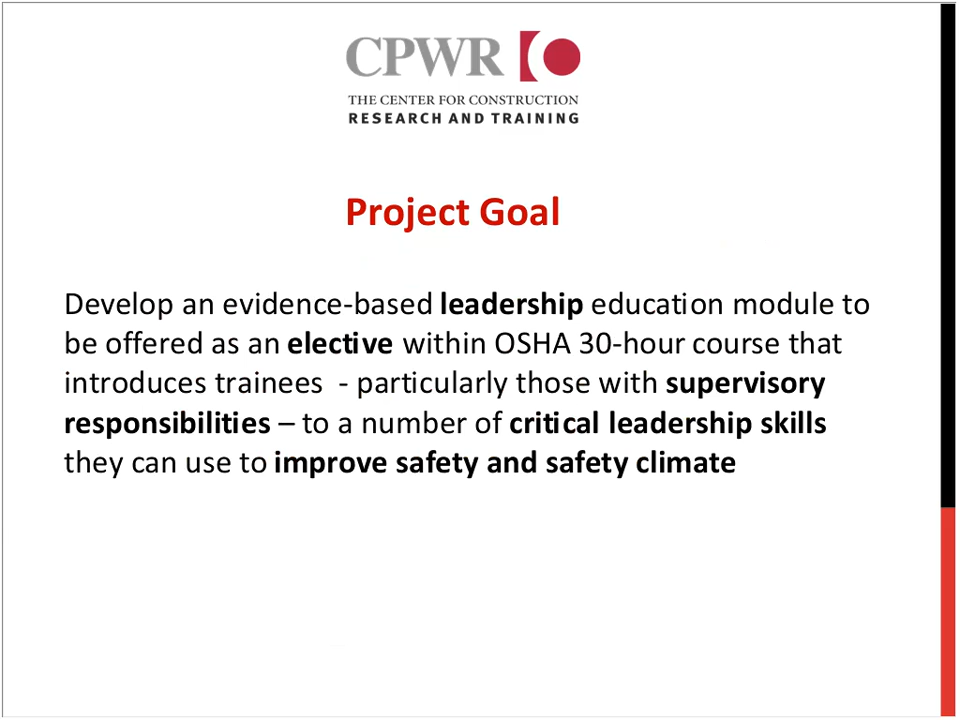 CPWR
THE CENTER FOR CONSTRUCTION
RESEARCH AND TRAINING
Project Goal
Develop an evidence-based leadership education module to
be offered as an elective within OSHA 30-hour course that
introduces trainees  - particularly those with supervisory
responsibilities – to a number of critical leadership skills
they can use to improve safety and safety climate